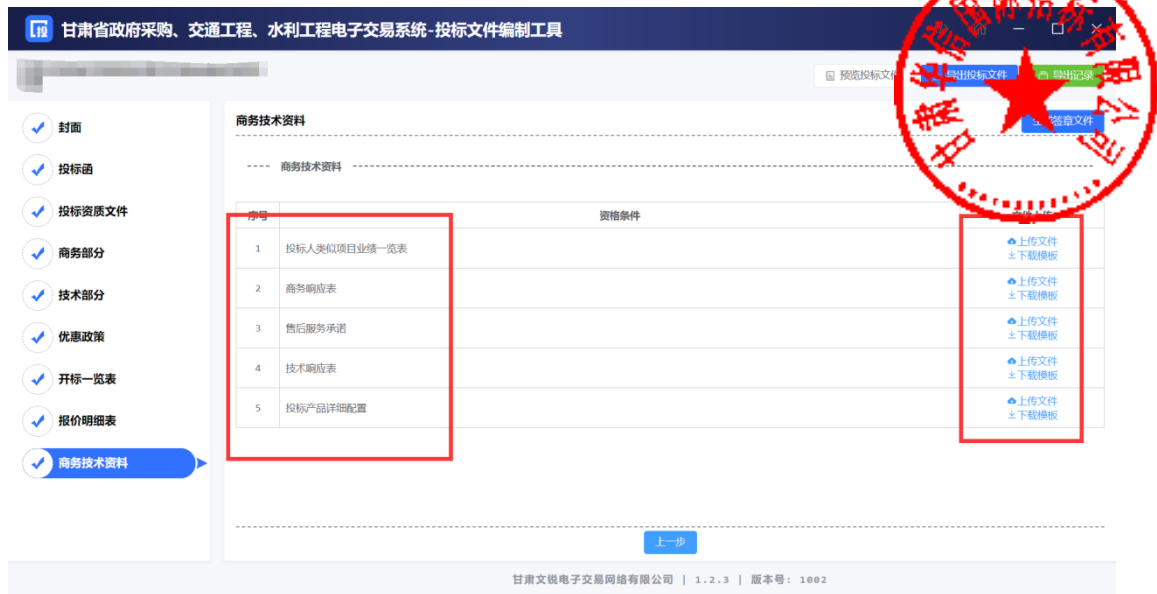 投 甘肃省政府采购、交通工程、水利工程电子交易系统-投标文件编制工具
预览投标文件 导出投标文件 导出记录
封面
投标函
投标资质文件
商务部分
技术部分
优惠政策
开标一览表
报价明细表
商务技术资料
商务技术资料
签章文件
商务技术资料
序号 资格条件
1 投标人类似项目业绩一览表 上传文件
下载模板
2 商务响应表 上传文件
下载模板
3 售后服务承诺 上传文件
下载模板
4 技术响应表 上传文件
下载模板
5 投标产品详细配置 上传文件
下载模板
上一步
甘肃文锐电子交易网络有限公司 | 1.2.3 | 版本号: 1002